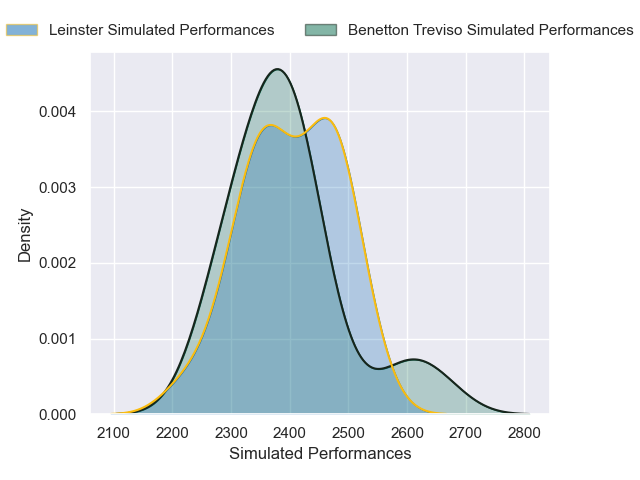 Leinster Simulated Performances Benetton Treviso Simulated Performances
0.004
0.003
0.002
0.001
0.000
Density
2100 2200 2300 2400 2500 2600 2700 2800
Simulated Performances